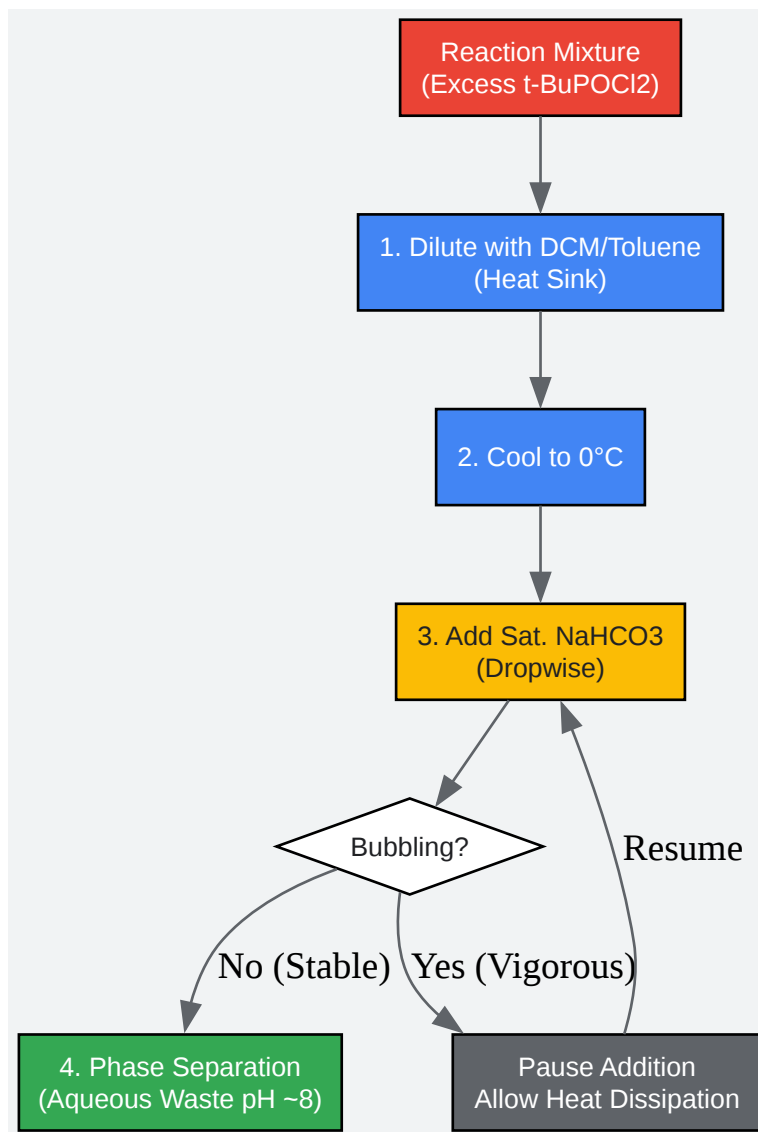 Reaction Mixture
(Excess t-BuPOCl2)
1. Dilute with DCM/Toluene
(Heat Sink)
2. Cool to 0°C
3. Add Sat. NaHCO3
(Dropwise)
Bubbling?
Resume
No (Stable)
Yes (Vigorous)
4. Phase Separation
(Aqueous Waste pH ~8)
Pause Addition
Allow Heat Dissipation